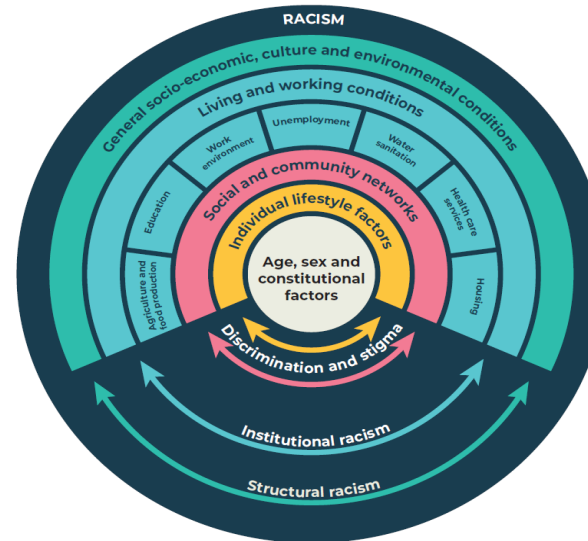 RACISM
General socio-economic, culture and environmental conditions
Living and working conditions
Agriculture and
food production
Education
Work
environment
Unemployment
Water
sanitation
Health care
services
Housing
Social and community networks
Individual lifestyle factors
Age, sex and
constitutional
factors
Discrimination and stigma
Institutional racism
Structural racism